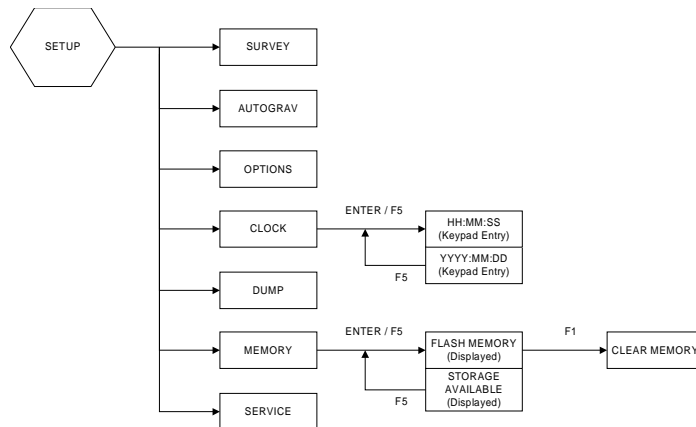 SETUP
SURVEY
AUTOGRAV
OPTIONS
CLOCK
ENTER / F5
HH:MM:SS
(Keypad Entry)
YYYY:MM:DD
(Keypad Entry)
F5
DUMP
MEMORY
ENTER / F5
FLASH MEMORY
(Displayed)
STORAGE
AVAILABLE
(Displayed)
F5
F1
CLEAR MEMORY
SERVICE